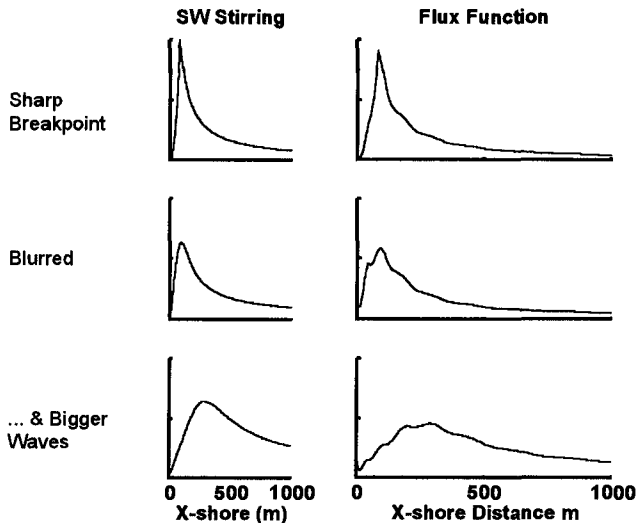 SW Stirring
Flux Function
Sharp
Breakpoint
Blurred
... & Bigger
Waves
0 500 1000
X-shore (m)
0 500 1000
X-shore Distance m